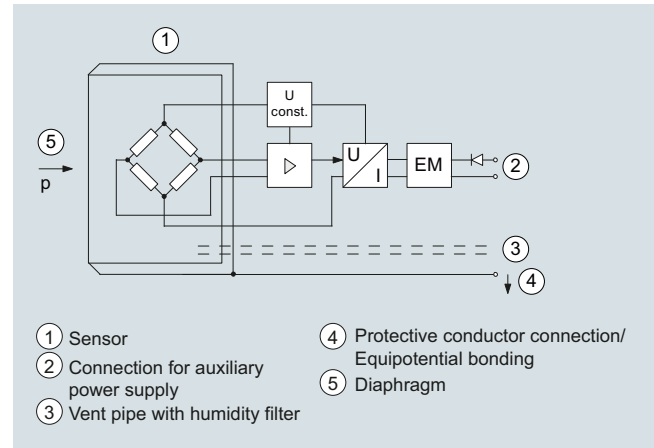 1
U
const.
5
p
U
I
EM
2
3
4
1 Sensor
2 Connection for auxiliary
power supply
3 Vent pipe with humidity filter
4 Protective conductor connection/
Equipotential bonding
5 Diaphragm